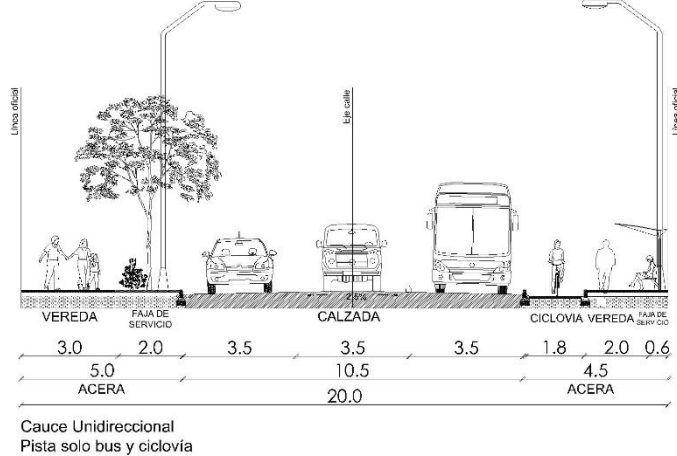 Línea oficial
Eje calle
Línea oficial
2.5%
VEREDA
FAJA DE
SERVICIO
CALZADA
CICLOVIA
VEREDA
FAJA DE
SERVICIO
3.0
2.0
3.5
3.5
3.5
1.8
2.0
0.6
5.0
10.5
4.5
ACERA
ACERA
20.0
Cauce Unidireccional
Pista solo bus y ciclovía